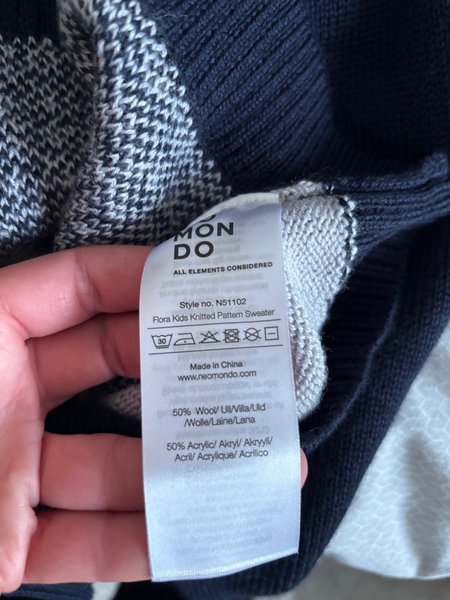 MON
DO
ALL ELEMENTS CONSIDERED
Style no. N51102
Flora Kids Knitted Pattern Sweater
30
Made in China
www.neomondo.com
50% Wool/ Ull/Villa/Uld
/Wolle/Laine/Lana
50% Acrylic/ Akryl/ Akryyli/
Acril/ Acrylique/ Acrilico